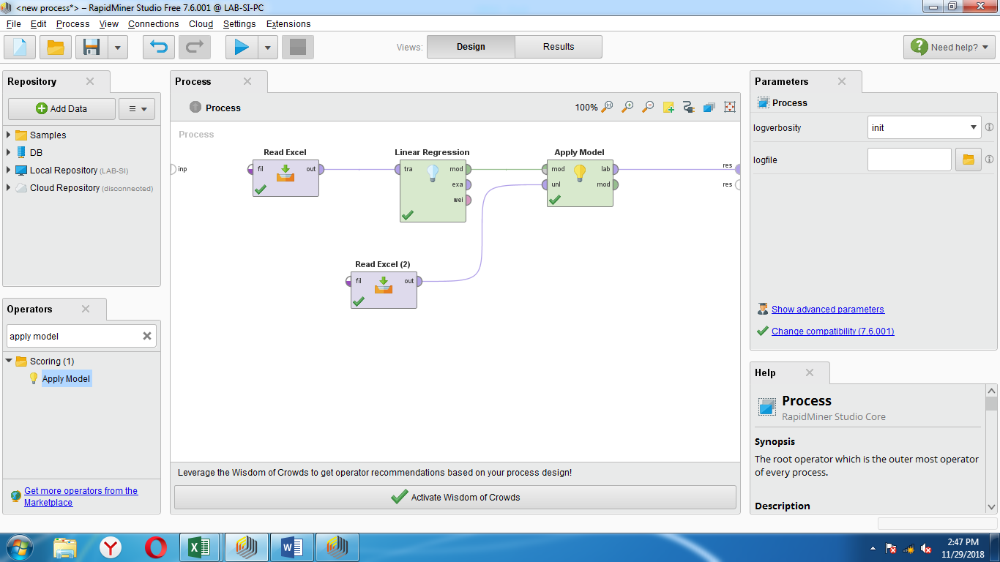 <new process*> – RapidMiner Studio Free 7.6.001 @ LAB-SI-PC
File Edit Process View Connections Cloud Settings Extensions
Views: Design Results
Need help?
Repository
Add Data
Samples
DB
Local Repository (LAB-SI)
Cloud Repository (disconnected)
Operators
apply model
Scoring (1)
Apply Model
Get more operators from the
Marketplace
Process
Process
100%
Process
inp
Read Excel
fil out
Linear Regression
tra mod
exa
wei
Apply Model
mod lab
unl mod
res
res
Read Excel (2)
fil out
Leverage the Wisdom of Crowds to get operator recommendations based on your process design!
Activate Wisdom of Crowds
Parameters
Process
logverbosity init
logfile
Show advanced parameters
Change compatibility (7.6.001)
Help
Process
RapidMiner Studio Core
Synopsis
The root operator which is the outer most operator
of every process.
Description
2:47 PM
11/29/2018